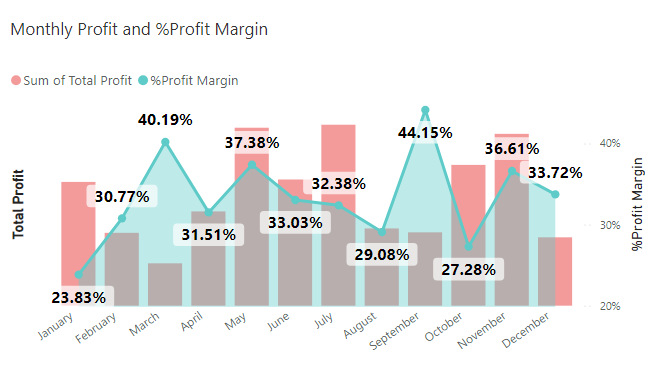 Monthly Profit and %Profit Margin
Sum of Total Profit %Profit Margin
44.15%
40.19%
40%
37.38%
36.61%
33.72%
32.38%
30.77%
33.03%
31.51%
30%
29.08%
27.28%
23.83%
20%
Total Profit
%Profit Margin
January
February
March
April
May
June
July
August
September
October
November
December